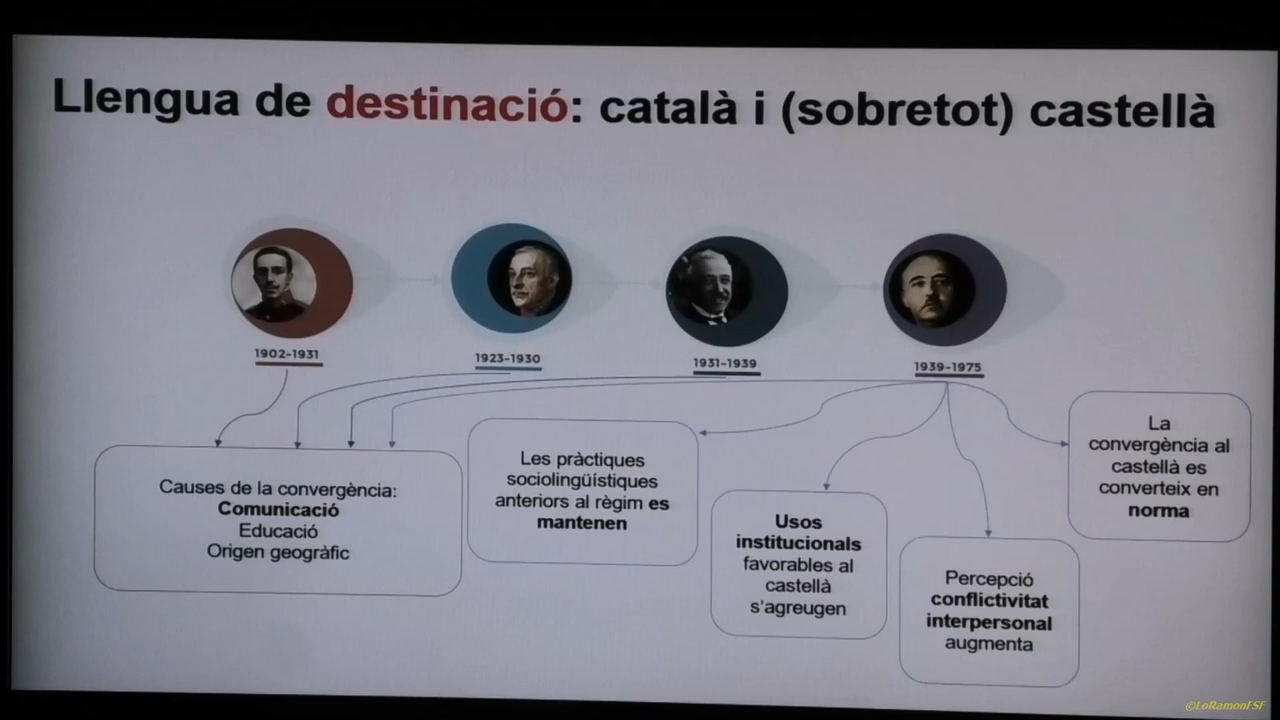 Llengua de destinació: català i (sobretot) castellà
1902-1931
1923-1930
1931-1939
1939-1975
Causes de la convergència:
Comunicació
Educació
Origen geogràfic
Les pràctiques
sociolingüístiques
anteriors al règim es
mantenen
Usos
institucionals
favorables al
castellà
s'agreugen
Percepció
conflictivitat
interpersonal
augmenta
La
convergència al
castellà es
converteix en
norma
©LoRamonFSF